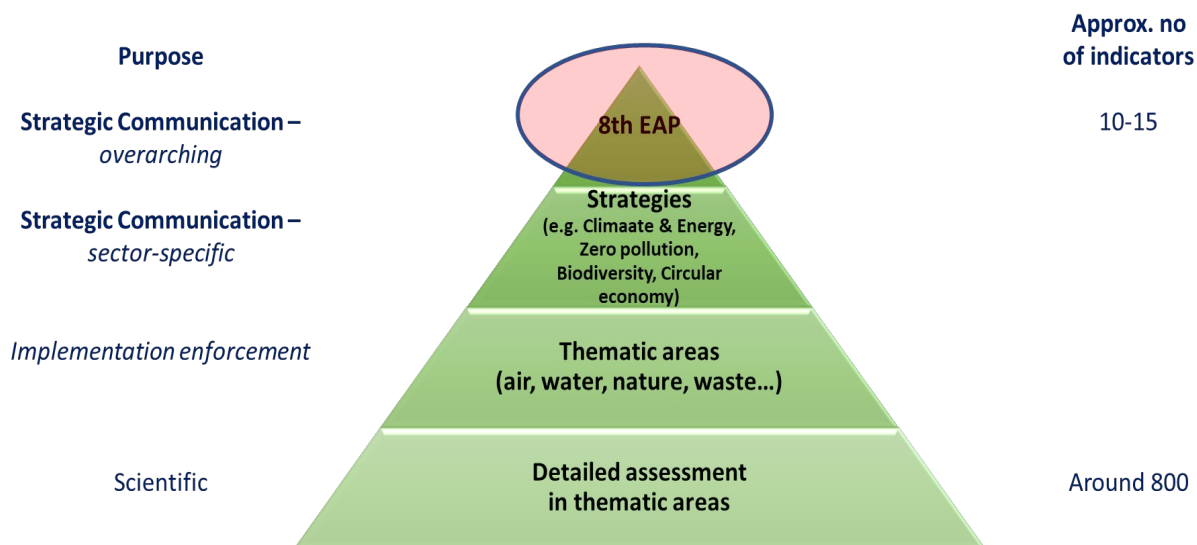 Purpose
Approx. no
of indicators
Strategic Communication –
overarching
8th EAP
10-15
Strategic Communication –
sector-specific
Strategies
(e.g. Climaate & Energy,
Zero pollution,
Biodiversity, Circular
economy)
Implementation enforcement
Thematic areas
(air, water, nature, waste...)
Scientific
Detailed assessment
in thematic areas
Around 800